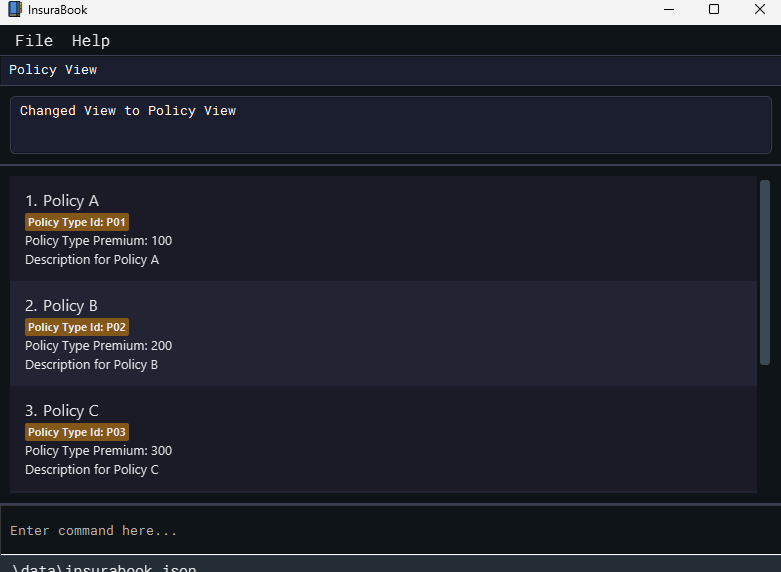 InsuraBook
File Help
Policy View
Changed View to Policy View
1. Policy A
Policy Type Id: P01
Policy Type Premium: 100
Description for Policy A
2. Policy B
Policy Type Id: P02
Policy Type Premium: 200
Description for Policy B
3. Policy C
Policy Type Id: P03
Policy Type Premium: 300
Description for Policy C
Enter command here...
.\data\insurabook.json